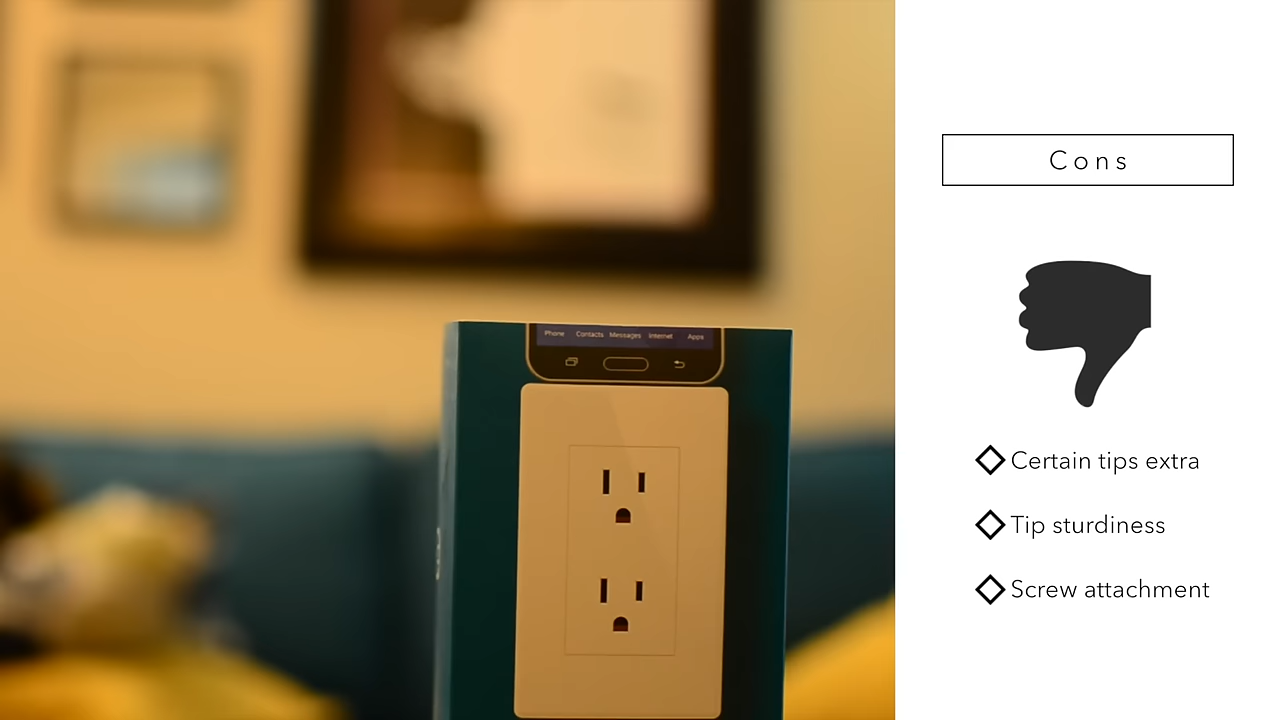 Cons
Phone Contacts Messages Internet Apps
Certain tips extra
Tip sturdiness
Screw attachment